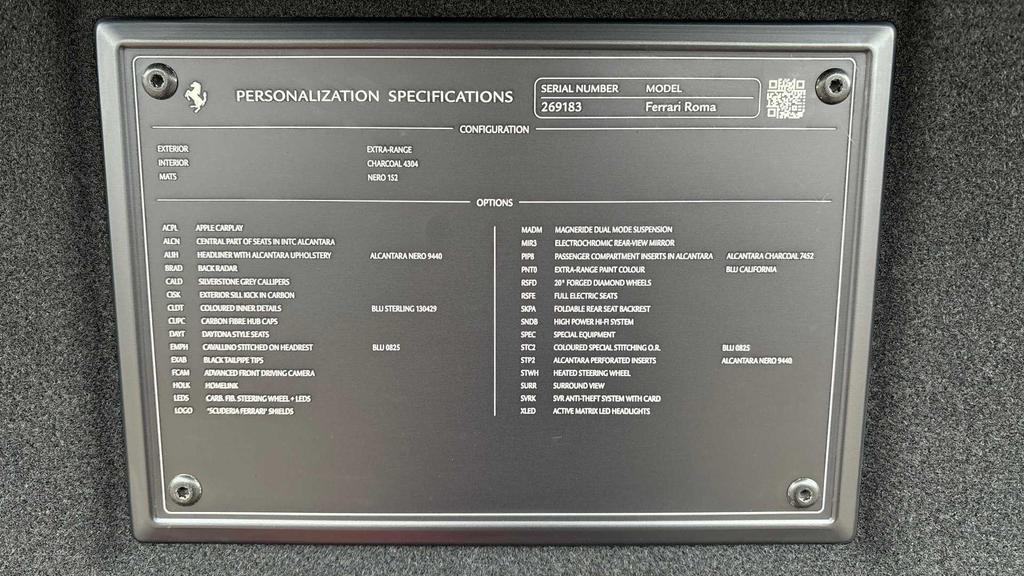 PERSONALIZATION SPECIFICATIONS
SERIAL NUMBER MODEL
269183 Ferrari Roma
CONFIGURATION
EXTERIOR EXTRA-RANGE
INTERIOR CHARCOAL 4304
MATS NERO 152
OPTIONS
ACPL APPLE CARPLAY
ALCN CENTRAL PART OF SEATS IN INTC ALCANTARA
ALIH HEADLINER WITH ALCANTARA UPHOLSTERY ALCANTARA NERO 9440
BRAD BACK RADAR
CALD SILVERSTONE GREY CALLIPERS
CISK EXTERIOR SILL KICK IN CARBON
CLDT COLOURED INNER DETAILS BLU STERLING 130429
CUPC CARBON FIBRE HUB CAPS
DAYT DAYTONA STYLE SEATS
EMPH CAVALLINO STITCHED ON HEADREST BLU 0825
EXAB BLACK TAILPIPE TIPS
FCAM ADVANCED FRONT DRIVING CAMERA
HOLK HOMELINK
LEDS CARB. FIB. STEERING WHEEL + LEDS
LOGO "SCUDERIA FERRARI" SHIELDS
MADM MAGNERIDE DUAL MODE SUSPENSION
MIR3 ELECTROCHROMIC REAR-VIEW MIRROR
PIPB PASSENGER COMPARTMENT INSERTS IN ALCANTARA ALCANTARA CHARCOAL 7452
PNT0 EXTRA-RANGE PAINT COLOUR BLU CALIFORNIA
RSFD 20" FORGED DIAMOND WHEELS
RSFE FULL ELECTRIC SEATS
SKPA FOLDABLE REAR SEAT BACKREST
SNDB HIGH POWER HI-FI SYSTEM
SPEC SPECIAL EQUIPMENT
STC2 COLOURED SPECIAL STITCHING O.R. BLU 0825
STP2 ALCANTARA PERFORATED INSERTS ALCANTARA NERO 9440
STWH HEATED STEERING WHEEL
SURR SURROUND VIEW
SVRK SVR ANTI-THEFT SYSTEM WITH CARD
XLED ACTIVE MATRIX LED HEADLIGHTS